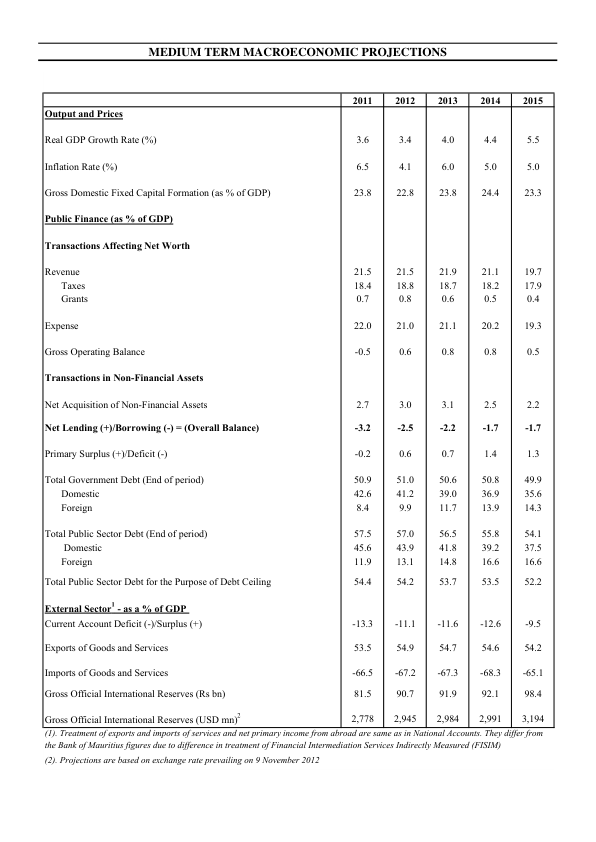 MEDIUM TERM MACROECONOMIC PROJECTIONS
2011 2012 2013 2014 2015
Output and Prices
Real GDP Growth Rate (%) 3.6 3.4 4.0 4.4 5.5
Inflation Rate (%) 6.5 4.1 6.0 5.0 5.0
Gross Domestic Fixed Capital Formation (as % of GDP) 23.8 22.8 23.8 24.4 23.3
Public Finance (as % of GDP)
Transactions Affecting Net Worth
Revenue 21.5 21.5 21.9 21.1 19.7
Taxes 18.4 18.8 18.7 18.2 17.9
Grants 0.7 0.8 0.6 0.5 0.4
Expense 22.0 21.0 21.1 20.2 19.3
Gross Operating Balance -0.5 0.6 0.8 0.8 0.5
Transactions in Non-Financial Assets
Net Acquisition of Non-Financial Assets 2.7 3.0 3.1 2.5 2.2
Net Lending (+)/Borrowing (-) = (Overall Balance) -3.2 -2.5 -2.2 -1.7 -1.7
Primary Surplus (+)/Deficit (-) -0.2 0.6 0.7 1.4 1.3
Total Government Debt (End of period) 50.9 51.0 50.6 50.8 49.9
Domestic 42.6 41.2 39.0 36.9 35.6
Foreign 8.4 9.9 11.7 13.9 14.3
Total Public Sector Debt (End of period) 57.5 57.0 56.5 55.8 54.1
Domestic 45.6 43.9 41.8 39.2 37.5
Foreign 11.9 13.1 14.8 16.6 16.6
Total Public Sector Debt for the Purpose of Debt Ceiling 54.4 54.2 53.7 53.5 52.2
External Sector¹ - as a % of GDP
Current Account Deficit (-)/Surplus (+) -13.3 -11.1 -11.6 -12.6 -9.5
Exports of Goods and Services 53.5 54.9 54.7 54.6 54.2
Imports of Goods and Services -66.5 -67.2 -67.3 -68.3 -65.1
Gross Official International Reserves (Rs bn) 81.5 90.7 91.9 92.1 98.4
Gross Official International Reserves (USD mn)² 2,778 2,945 2,984 2,991 3,194
(1). Treatment of exports and imports of services and net primary income from abroad are same as in National Accounts. They differ from
the Bank of Mauritius figures due to difference in treatment of Financial Intermediation Services Indirectly Measured (FISIM)
(2). Projections are based on exchange rate prevailing on 9 November 2012